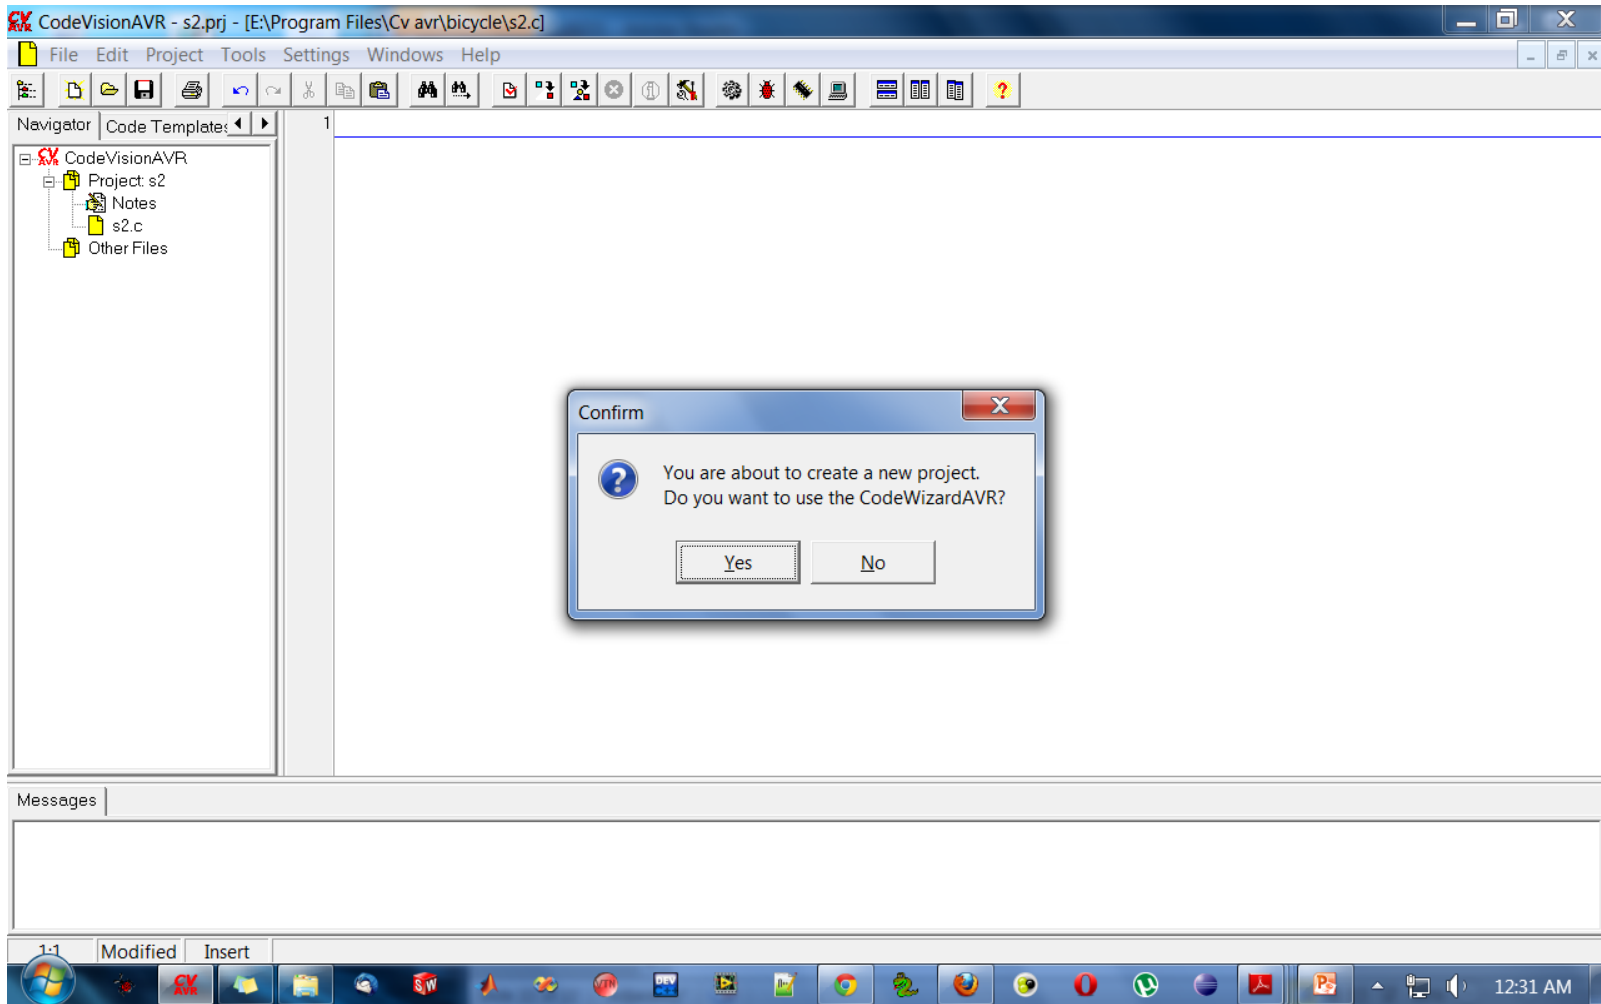 CodeVisionAVR - s2.prj - [E:\Program Files\Cv avr\bicycle\s2.c]
File Edit Project Tools Settings Windows Help
Navigator Code Templates 1
CodeVisionAVR
Project: s2
Notes
s2.c
Other Files
Confirm
You are about to create a new project.
Do you want to use the CodeWizardAVR?
Yes No
Messages
1:1 Modified Insert
12:31 AM